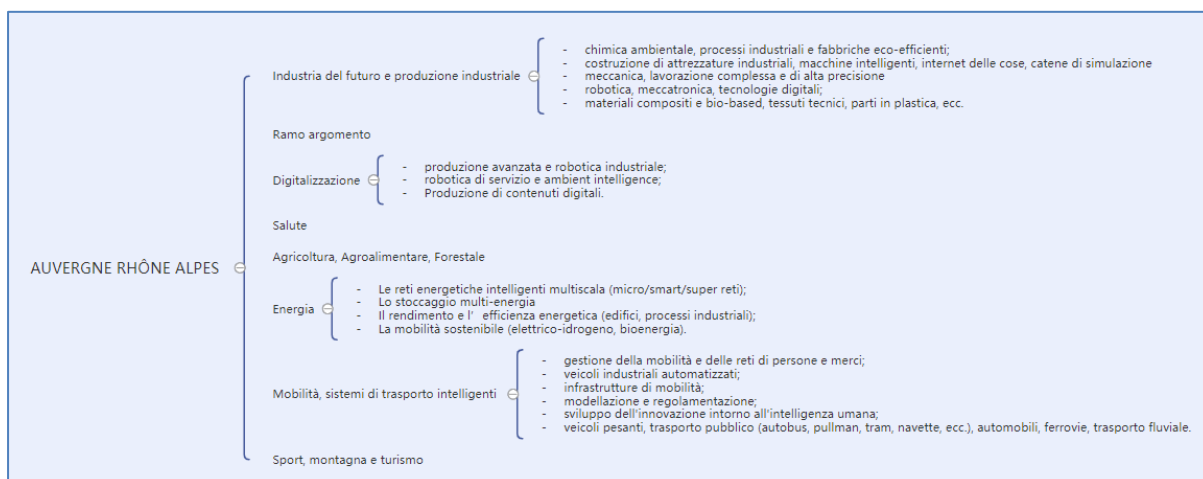 AUVERGNE RHÔNE ALPES
Industria del futuro e produzione industriale
- chimica ambientale, processi industriali e fabbriche eco-efficienti;
- costruzione di attrezzature industriali, macchine intelligenti, internet delle cose, catene di simulazione
- meccanica, lavorazione complessa e di alta precisione
- robotica, meccatronica, tecnologie digitali;
- materiali compositi e bio-based, tessuti tecnici, parti in plastica, ecc.
Ramo argomento
Digitalizzazione
- produzione avanzata e robotica industriale;
- robotica di servizio e ambient intelligence;
- Produzione di contenuti digitali.
Salute
Agricoltura, Agroalimentare, Forestale
Energia
- Le reti energetiche intelligenti multiscala (micro/smart/super reti);
- Lo stoccaggio multi-energia
- Il rendimento e l' efficienza energetica (edifici, processi industriali);
- La mobilità sostenibile (elettrico-idrogeno, bioenergia).
Mobilità, sistemi di trasporto intelligenti
- gestione della mobilità e delle reti di persone e merci;
- veicoli industriali automatizzati;
- infrastrutture di mobilità;
- modellazione e regolamentazione;
- sviluppo dell'innovazione intorno all'intelligenza umana;
- veicoli pesanti, trasporto pubblico (autobus, pullman, tram, navette, ecc.), automobili, ferrovie, trasporto fluviale.
Sport, montagna e turismo